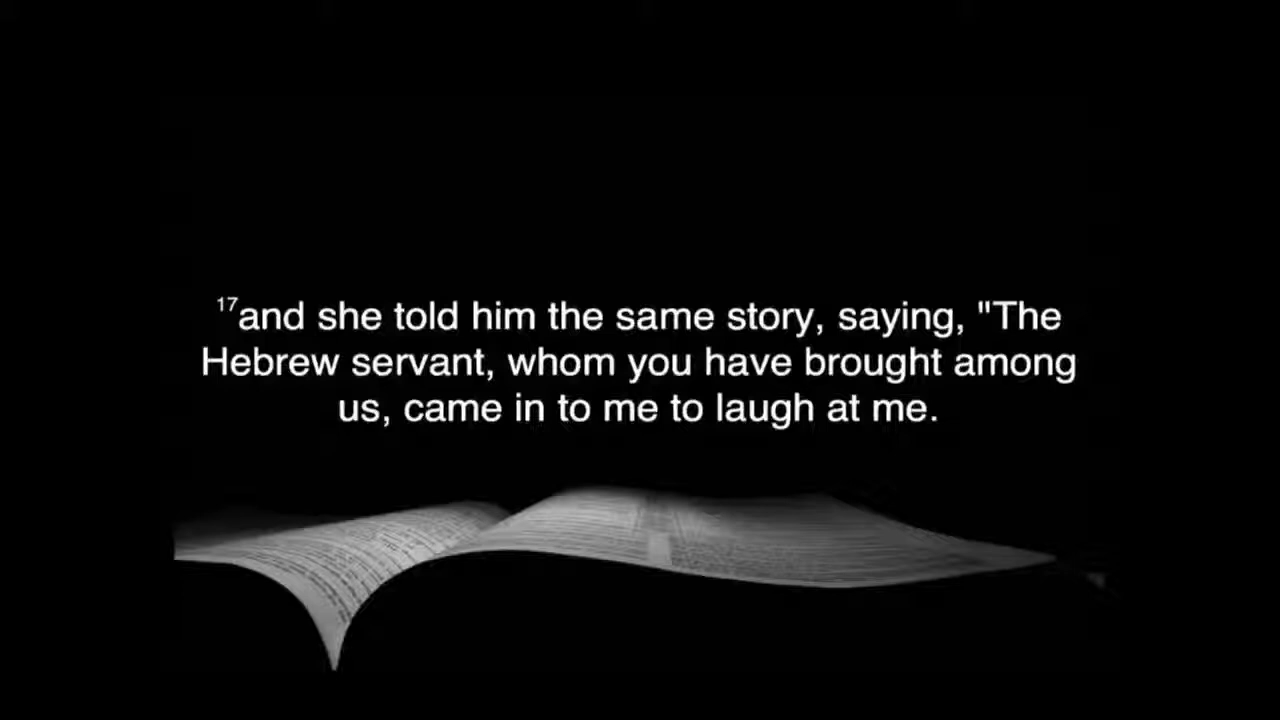 17and she told him the same story, saying, "The
Hebrew servant, whom you have brought among
us, came in to me to laugh at me.